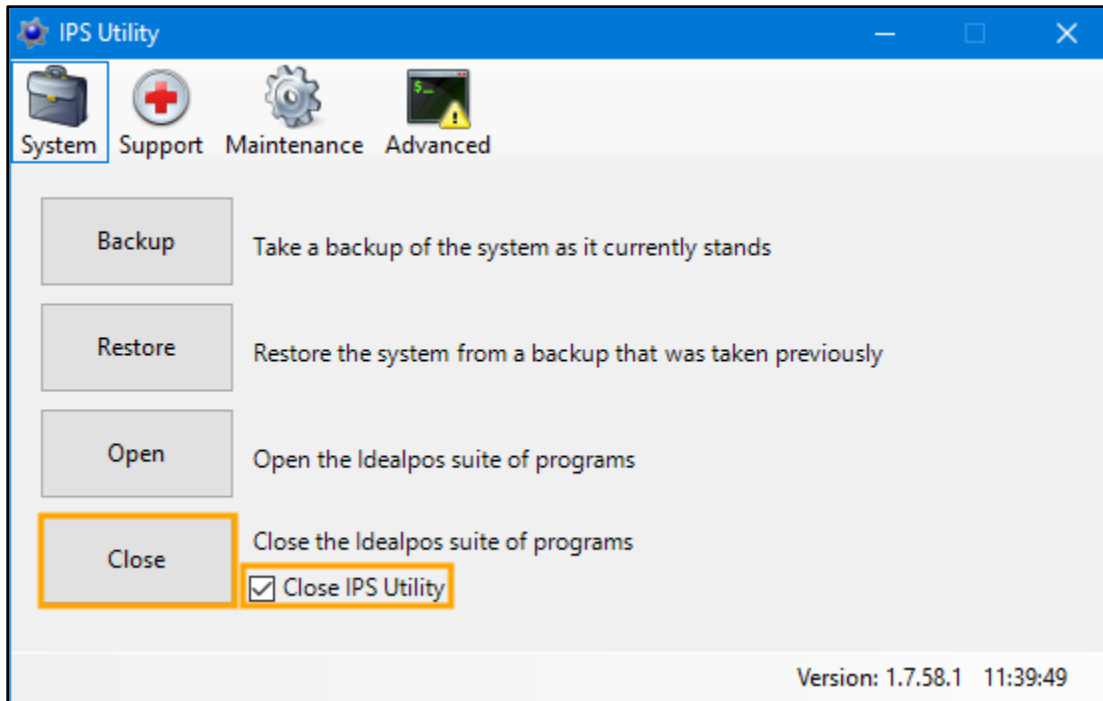 IPS Utility
System Support Maintenance Advanced
Backup
Take a backup of the system as it currently stands
Restore
Restore the system from a backup that was taken previously
Open
Open the Idealpos suite of programs
Close
Close the Idealpos suite of programs
Close IPS Utility
Version: 1.7.58.1 11:39:49